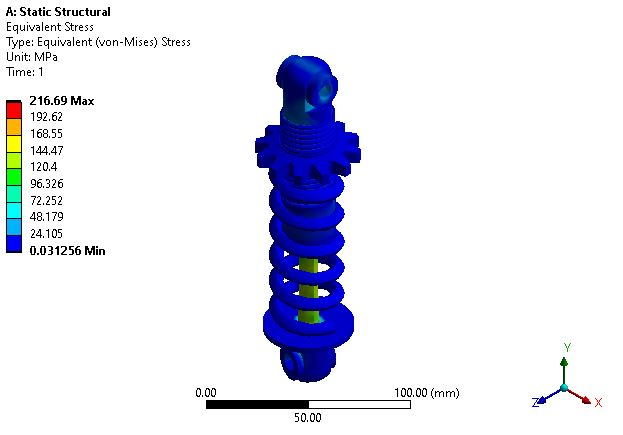 A: Static Structural
Equivalent Stress
Type: Equivalent (von-Mises) Stress
Unit: MPa
Time: 1
216.69 Max
192.62
168.55
144.47
120.4
96.326
72.252
48.179
24.105
0.031256 Min
0.00
100.00 (mm)
50.00
Y
Z
X